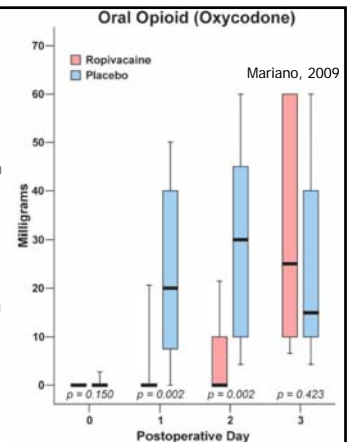 Oral Opioid (Oxycodone)
70
Ropivacaine
Placebo
Mariano, 2009
60
50
40
30
20
10
0
Milligrams
p = 0.150
p = 0.002
p = 0.002
p = 0.423
0
1
2
3
Postoperative Day